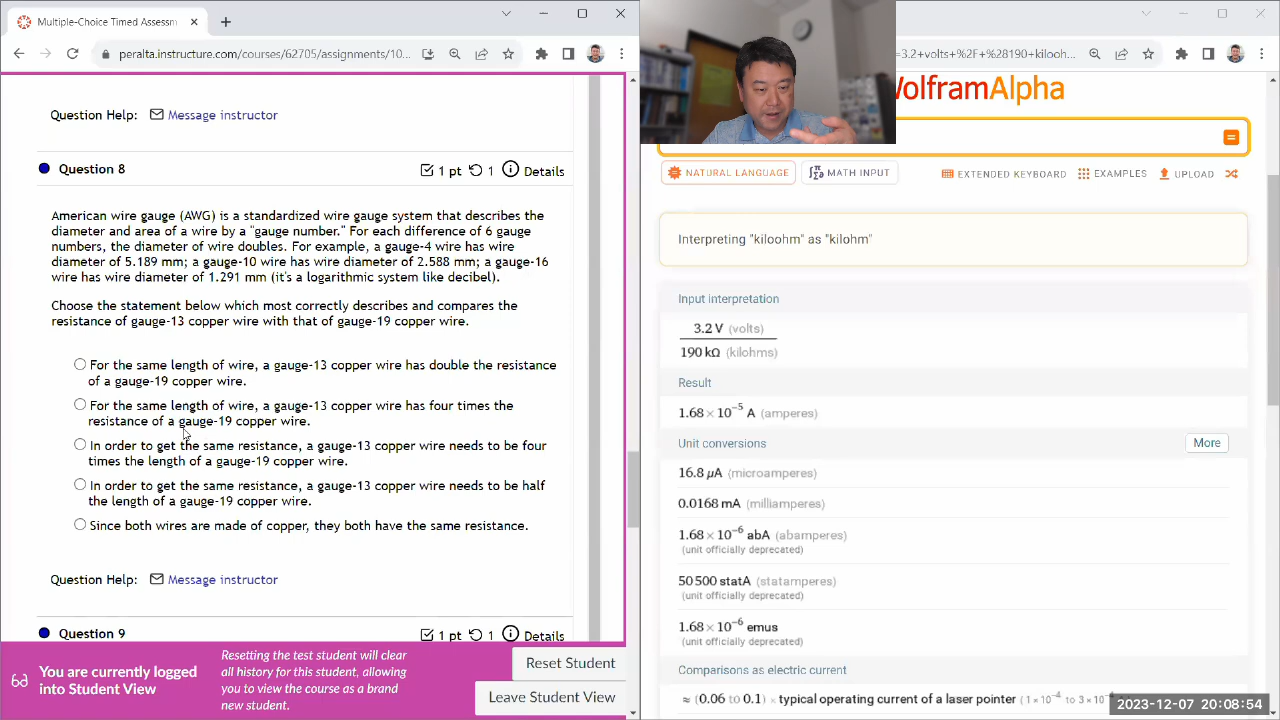 Multiple-Choice Timed Assessm
peralta.instructure.com/courses/62705/assignments/10...
=3.2+volts+%2F+%28190+kilooh...
Question Help: Message instructor
Question 8
1 pt 1 Details
American wire gauge (AWG) is a standardized wire gauge system that describes the
diameter and area of a wire by a "gauge number." For each difference of 6 gauge
numbers, the diameter of wire doubles. For example, a gauge-4 wire has wire
diameter of 5.189 mm; a gauge-10 wire has wire diameter of 2.588 mm; a gauge-16
wire has wire diameter of 1.291 mm (it's a logarithmic system like decibel).
Choose the statement below which most correctly describes and compares the
resistance of gauge-13 copper wire with that of gauge-19 copper wire.
For the same length of wire, a gauge-13 copper wire has double the resistance
of a gauge-19 copper wire.
For the same length of wire, a gauge-13 copper wire has four times the
resistance of a gauge-19 copper wire.
In order to get the same resistance, a gauge-13 copper wire needs to be four
times the length of a gauge-19 copper wire.
In order to get the same resistance, a gauge-13 copper wire needs to be half
the length of a gauge-19 copper wire.
Since both wires are made of copper, they both have the same resistance.
Question Help: Message instructor
Question 9
1 pt 1 Details
You are currently logged
into Student View
Resetting the test student will clear
all history for this student, allowing
you to view the course as a brand
new student.
Reset Student
Leave Student View
WolframAlpha
NATURAL LANGUAGE
MATH INPUT
EXTENDED KEYBOARD
EXAMPLES
UPLOAD
Interpreting "kiloohm" as "kilohm"
Input interpretation
3.2 V (volts)
190 kΩ (kilohms)
Result
1.68 × 10⁻⁵ A (amperes)
Unit conversions
More
16.8 μA (microamperes)
0.0168 mA (milliamperes)
1.68 × 10⁻⁶ abA (abamperes)
(unit officially deprecated)
50 500 statA (statamperes)
(unit officially deprecated)
1.68 × 10⁻⁶ emus
(unit officially deprecated)
Comparisons as electric current
≈ (0.06 to 0.1) × typical operating current of a laser pointer (1×10⁻⁴ to 3×10⁻⁴
2023-12-07 20:08:54